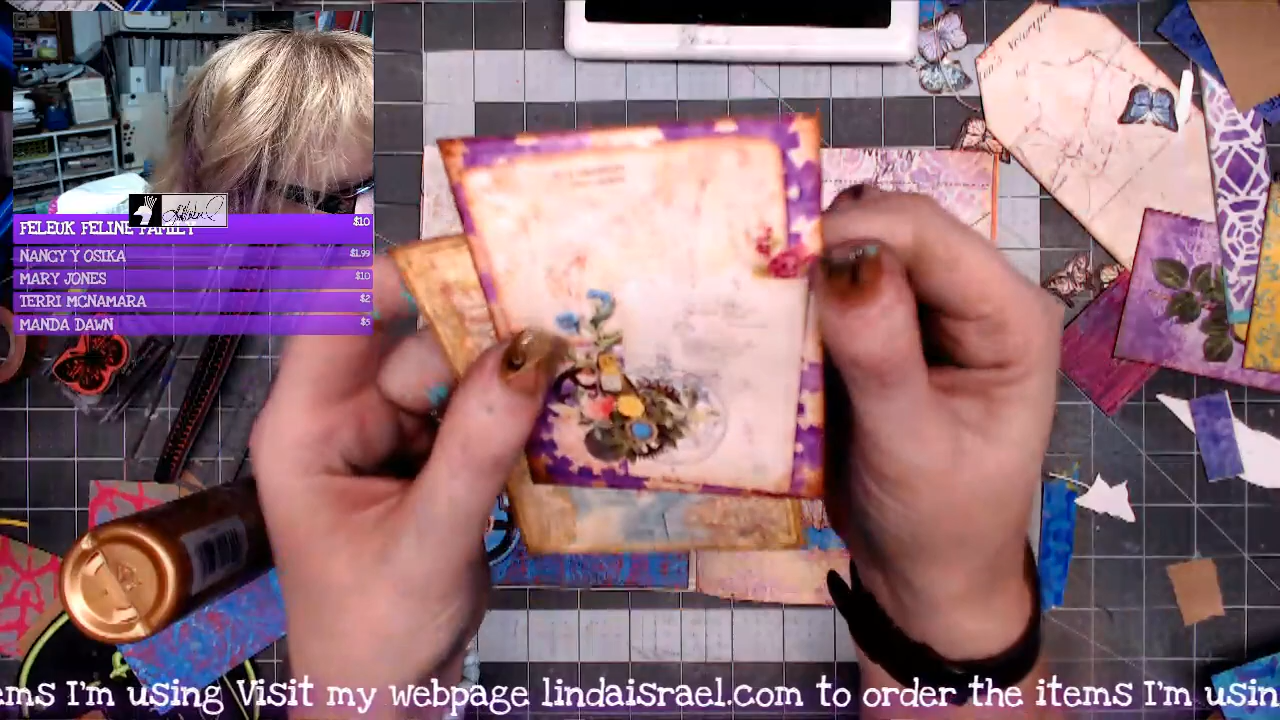 FELEUK FELINE FAMILY $10
NANCY Y OSIKA $1.99
MARY JONES $10
TERRI MCNAMARA $2
MANDA DAWN $5
ems I'm using Visit my webpage lindaisrael.com to order the items I'm usin